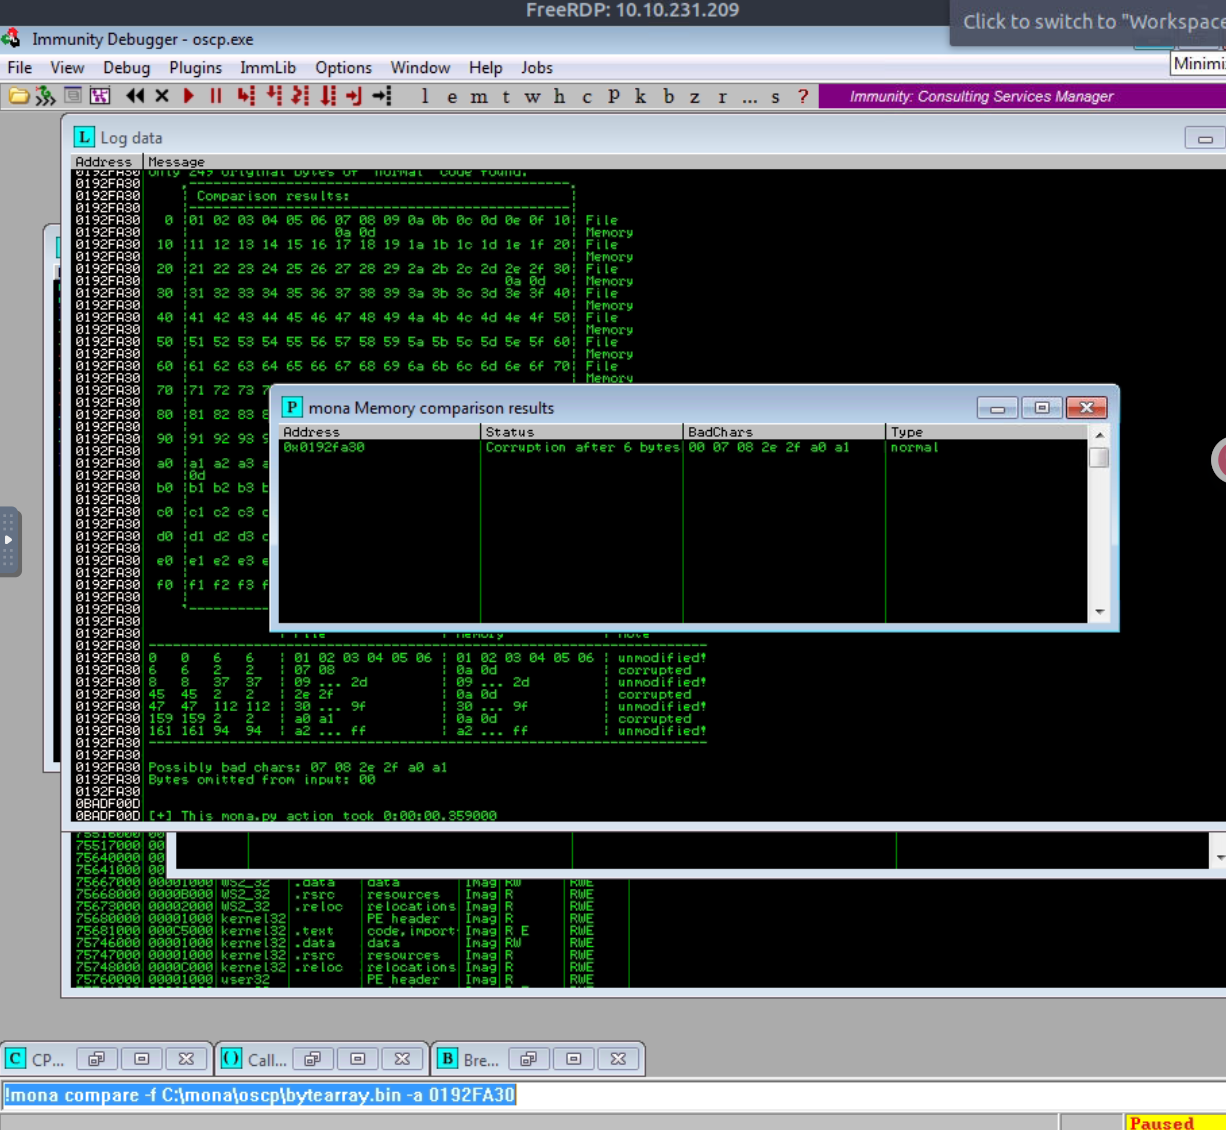 FreeRDP: 10.10.231.209
Click to switch to "Workspace
Immunity Debugger - oscp.exe
Minimi
File View Debug Plugins ImmLib Options Window Help Jobs
l e m t w h c P k b z r ... s ?
Immunity: Consulting Services Manager
L Log data
Address Message
0192FA30 Only 249 original bytes of 'normal' code found.
0192FA30
0192FA30 Comparison results:
0192FA30
0192FA30 0 01 02 03 04 05 06 07 08 09 0a 0b 0c 0d 0e 0f 10 File
0192FA30 0a 0d Memory
0192FA30 10 11 12 13 14 15 16 17 18 19 1a 1b 1c 1d 1e 1f 20 File
0192FA30 Memory
0192FA30 20 21 22 23 24 25 26 27 28 29 2a 2b 2c 2d 2e 2f 30 File
0192FA30 0a 0d Memory
0192FA30 30 31 32 33 34 35 36 37 38 39 3a 3b 3c 3d 3e 3f 40 File
0192FA30 Memory
0192FA30 40 41 42 43 44 45 46 47 48 49 4a 4b 4c 4d 4e 4f 50 File
0192FA30 Memory
0192FA30 50 51 52 53 54 55 56 57 58 59 5a 5b 5c 5d 5e 5f 60 File
0192FA30 Memory
0192FA30 60 61 62 63 64 65 66 67 68 69 6a 6b 6c 6d 6e 6f 70 File
0192FA30 Memory
0192FA30 70 71 72 73 7
0192FA30
0192FA30 80 81 82 83 8
0192FA30
0192FA30 90 91 92 93 9
0192FA30
0192FA30 a0 a1 a2 a3 a
0192FA30 0d
0192FA30 b0 b1 b2 b3 b
0192FA30
0192FA30 c0 c1 c2 c3 c
0192FA30
0192FA30 d0 d1 d2 d3 c
0192FA30
0192FA30 e0 e1 e2 e3 e
0192FA30
0192FA30 f0 f1 f2 f3 f
0192FA30
0192FA30
0192FA30
P mona Memory comparison results
Address Status BadChars Type
0x0192fa30 Corruption after 6 bytes 00 07 08 2e 2f a0 a1 normal
0192FA30 File Memory Note
0192FA30
0192FA30 0 0 6 6 01 02 03 04 05 06 01 02 03 04 05 06 unmodified!
0192FA30 6 6 2 2 07 08 0a 0d corrupted
0192FA30 8 8 37 37 09 ... 2d 09 ... 2d unmodified!
0192FA30 45 45 2 2 2e 2f 0a 0d corrupted
0192FA30 47 47 112 112 30 ... 9f 30 ... 9f unmodified!
0192FA30 159 159 2 2 a0 a1 0a 0d corrupted
0192FA30 161 161 94 94 a2 ... ff a2 ... ff unmodified!
0192FA30
0192FA30
0192FA30 Possibly bad chars: 07 08 2e 2f a0 a1
0192FA30 Bytes omitted from input: 00
0192FA30
0BADF00D
0BADF00D [+] This mona.py action took 0:00:00.359000
75516000 00
75517000 00
75640000 00
75641000 00
75667000 00001000 WS2_32 .data data Imag RW RWE
75668000 0000B000 WS2_32 .rsrc resources Imag R RWE
75673000 00002000 WS2_32 .reloc relocations Imag R RWE
75680000 00001000 kernel32 PE header Imag R RWE
75681000 000C5000 kernel32 .text code,import Imag R E RWE
75746000 00001000 kernel32 .data data Imag RW RWE
75747000 00001000 kernel32 .rsrc resources Imag R RWE
75748000 0000C000 kernel32 .reloc relocations Imag R RWE
75760000 00001000 user32 PE header Imag R RWE
C CP... () Call... B Bre...
!mona compare -f C:\mona\oscp\bytearray.bin -a 0192FA30
Paused